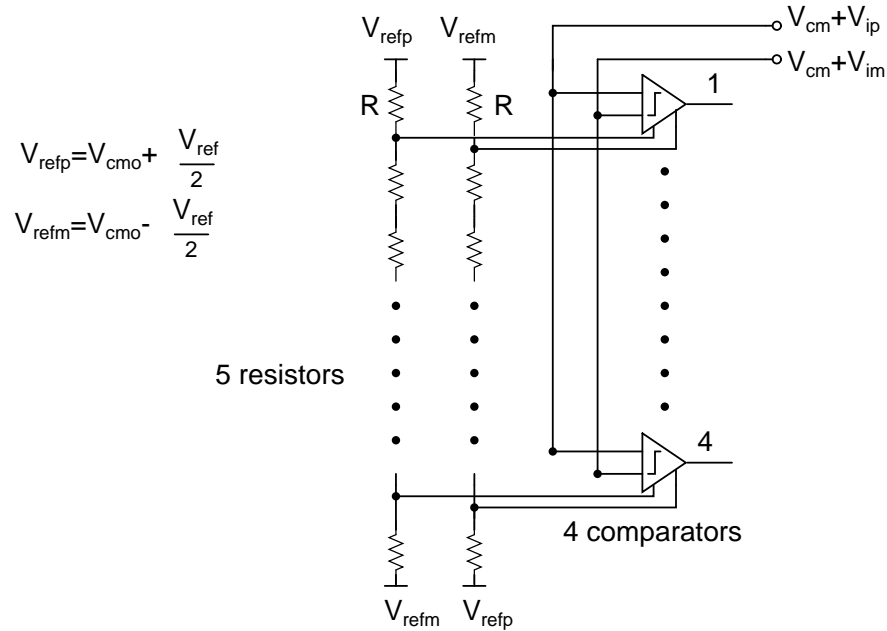 V_refp V_refm
V_cm+V_ip
V_cm+V_im
1
R R
V_refp=V_cmo+ V_ref/2
V_refm=V_cmo- V_ref/2
5 resistors
4
4 comparators
V_refm V_refp